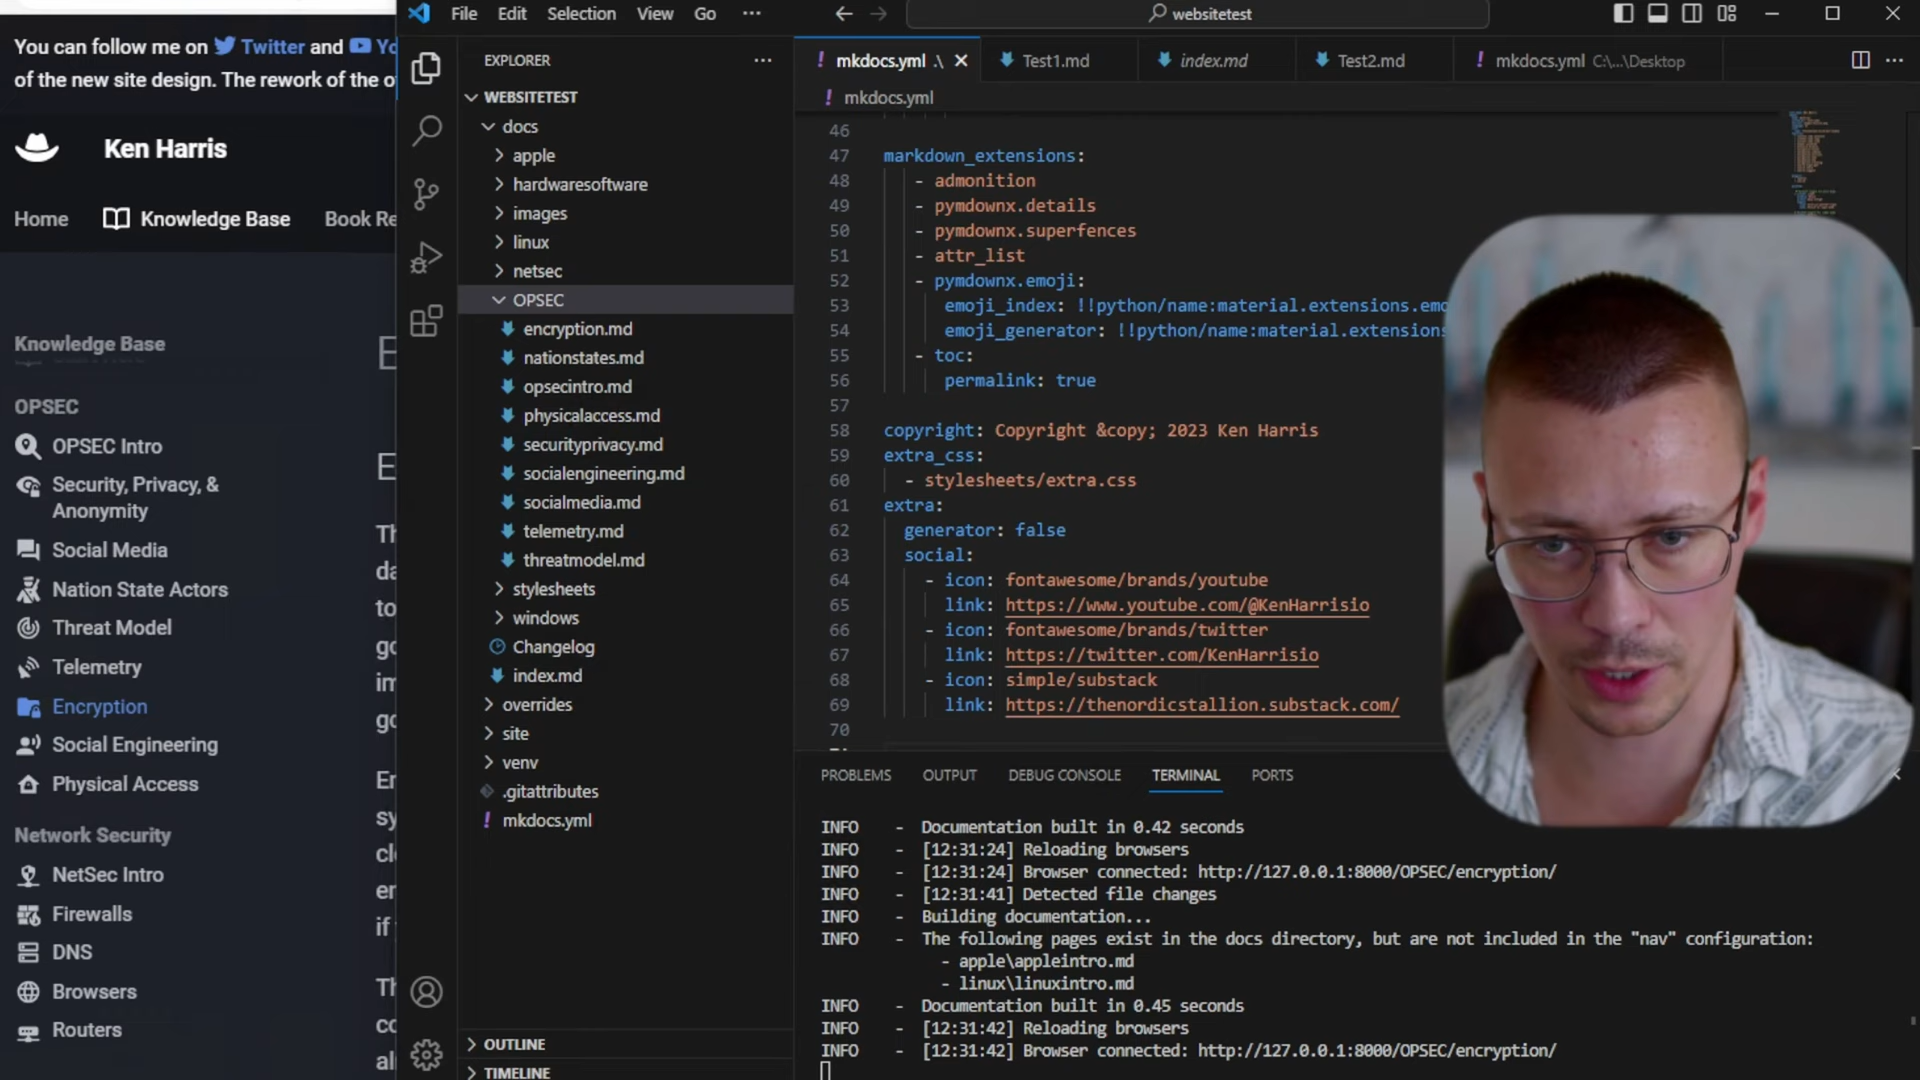 You can follow me on Twitter and
of the new site design. The rework of the
Ken Harris
Home
Knowledge Base
Book
Knowledge Base
OPSEC
OPSEC Intro
Security, Privacy, &
Anonymity
Social Media
Nation State Actors
Threat Model
Telemetry
Encryption
Social Engineering
Physical Access
Network Security
NetSec Intro
Firewalls
DNS
Browsers
Routers
File Edit Selection View Go ···
websitetest
EXPLORER
WEBSITETEST
docs
apple
hardwaresoftware
images
linux
netsec
OPSEC
encryption.md
nationstates.md
opsecintro.md
physicalaccess.md
securityprivacy.md
socialengineering.md
socialmedia.md
telemetry.md
threatmodel.md
stylesheets
windows
Changelog
index.md
overrides
site
venv
.gitattributes
! mkdocs.yml
OUTLINE
TIMELINE
! mkdocs.yml .\
Test1.md
index.md
Test2.md
! mkdocs.yml C:\...\Desktop
! mkdocs.yml
46
47 markdown_extensions:
48 - admonition
49 - pymdownx.details
50 - pymdownx.superfences
51 - attr_list
52 - pymdownx.emoji:
53 emoji_index: !!python/name:material.extensions.emo
54 emoji_generator: !!python/name:material.extensions
55 - toc:
56 permalink: true
57
58 copyright: Copyright &copy; 2023 Ken Harris
59 extra_css:
60 - stylesheets/extra.css
61 extra:
62 generator: false
63 social:
64 - icon: fontawesome/brands/youtube
65 link: https://www.youtube.com/@KenHarrisio
66 - icon: fontawesome/brands/twitter
67 link: https://twitter.com/KenHarrisio
68 - icon: simple/substack
69 link: https://thenordicstallion.substack.com/
70
PROBLEMS OUTPUT DEBUG CONSOLE TERMINAL PORTS
INFO - Documentation built in 0.42 seconds
INFO - [12:31:24] Reloading browsers
INFO - [12:31:24] Browser connected: http://127.0.0.1:8000/OPSEC/encryption/
INFO - [12:31:41] Detected file changes
INFO - Building documentation...
INFO - The following pages exist in the docs directory, but are not included in the "nav" configuration:
- apple\appleintro.md
- linux\linuxintro.md
INFO - Documentation built in 0.45 seconds
INFO - [12:31:42] Reloading browsers
INFO - [12:31:42] Browser connected: http://127.0.0.1:8000/OPSEC/encryption/